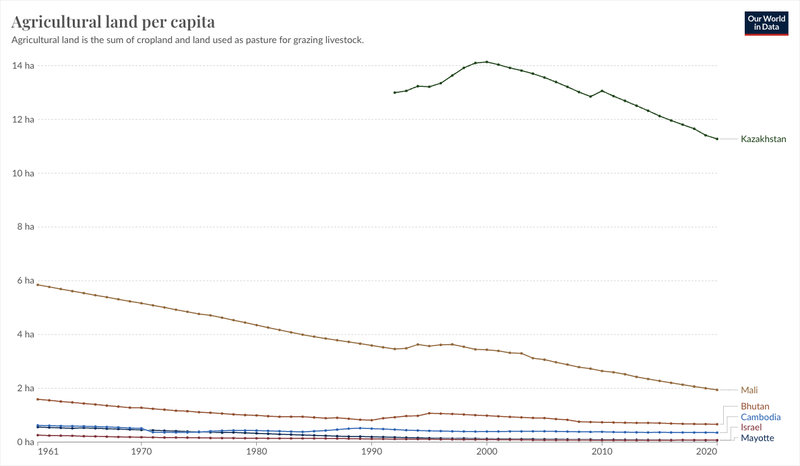 Agricultural land per capita
Agricultural land is the sum of cropland and land used as pasture for grazing livestock.
Our World
in Data
14 ha
12 ha
10 ha
8 ha
6 ha
4 ha
2 ha
0 ha
1961
1970
1980
1990
2000
2010
2020
Kazakhstan
Mali
Bhutan
Cambodia
Israel
Mayotte